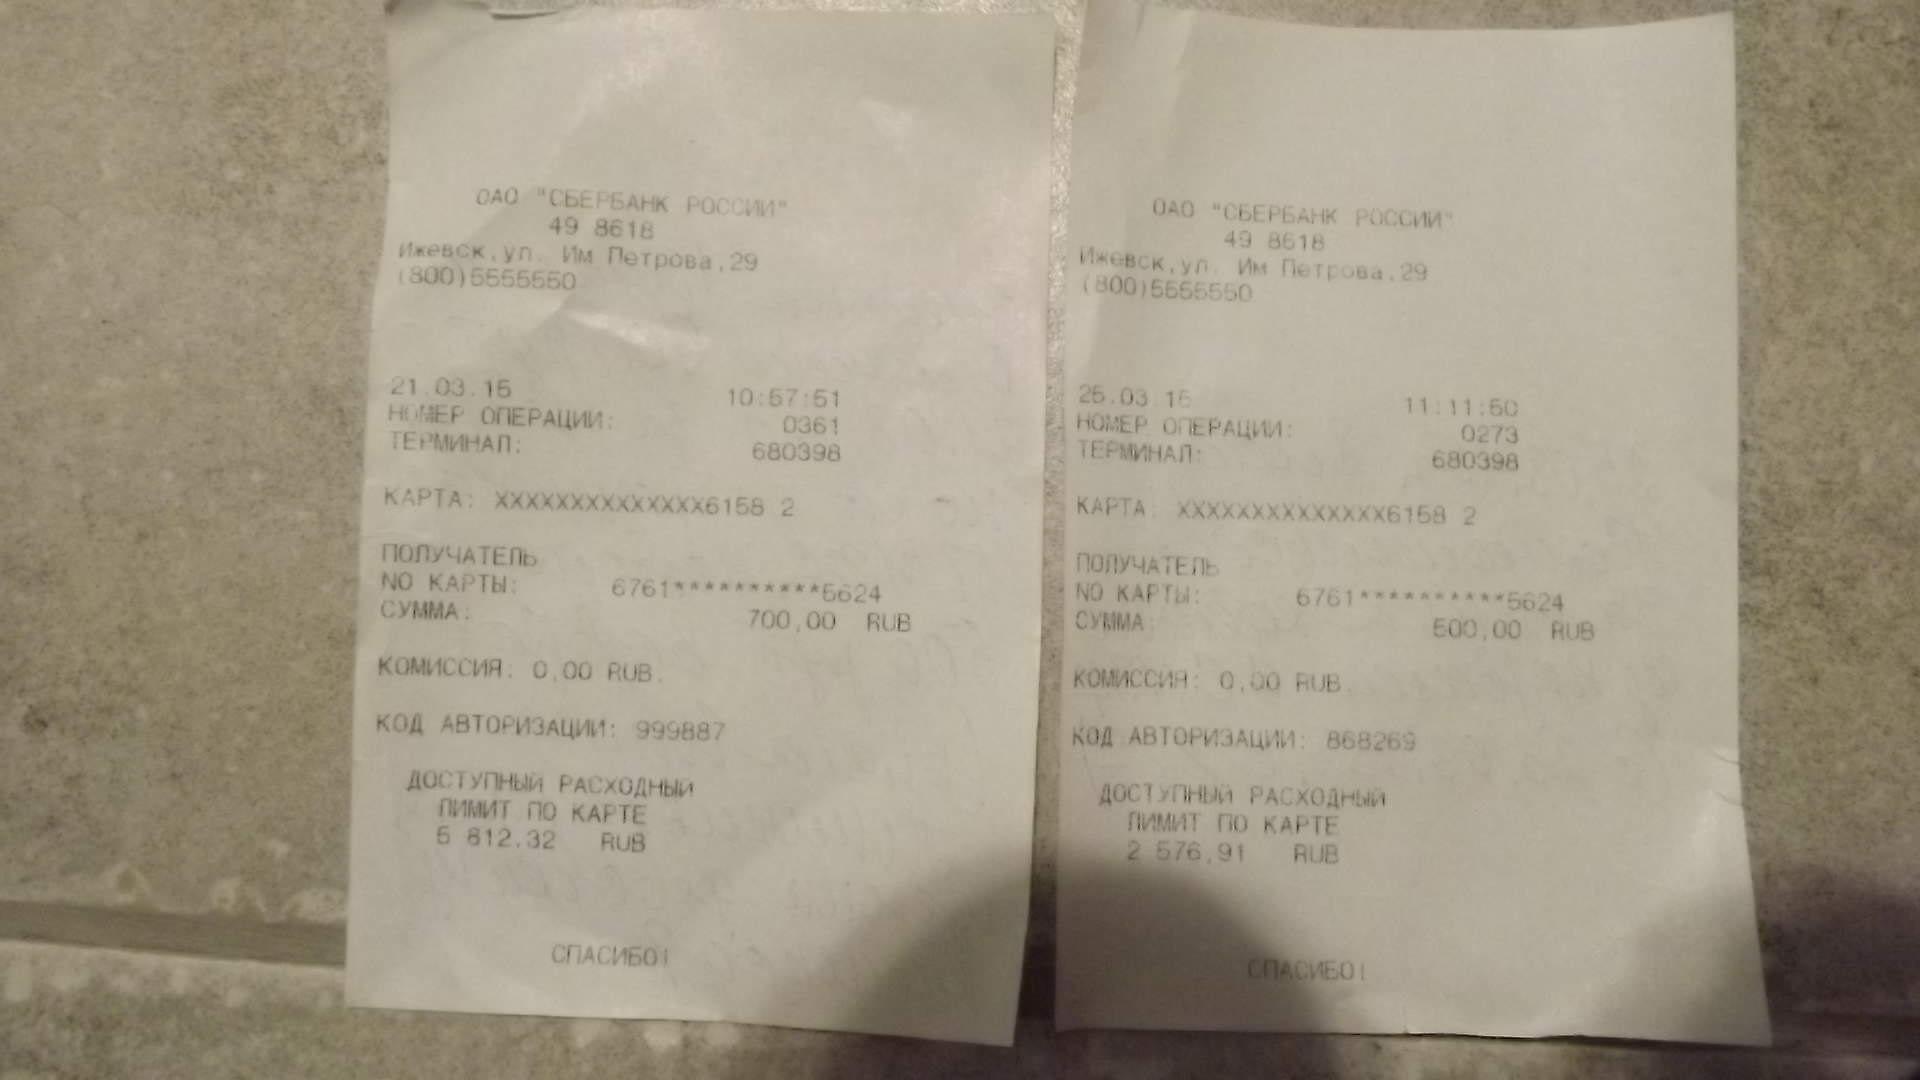 ОАО "СБЕРБАНК РОССИИ"
49 8618
Ижевск,ул. Им Петрова,29
(800)5555550
21.03.15 10:57:51
НОМЕР ОПЕРАЦИИ: 0361
ТЕРМИНАЛ: 680398
КАРТА: XXXXXXXXXXXXXX6158 2
ПОЛУЧАТЕЛЬ
NO КАРТЫ: 6761**********5624
СУММА: 700,00 RUB
КОМИССИЯ: 0,00 RUB.
КОД АВТОРИЗАЦИИ: 999887
ДОСТУПНЫЙ РАСХОДНЫЙ
ЛИМИТ ПО КАРТЕ
5 812.32 RUB
СПАСИБО!
ОАО "СБЕРБАНК РОССИИ"
49 8618
Ижевск,ул. Им Петрова,29
(800)5555550
25.03.15 11:11:50
НОМЕР ОПЕРАЦИИ: 0273
ТЕРМИНАЛ: 680398
КАРТА: XXXXXXXXXXXXXX6158 2
ПОЛУЧАТЕЛЬ
NO КАРТЫ: 6761**********5624
СУММА: 500,00 RUB
КОМИССИЯ: 0,00 RUB.
КОД АВТОРИЗАЦИИ: 868269
ДОСТУПНЫЙ РАСХОДНЫЙ
ЛИМИТ ПО КАРТЕ
2 576,91 RUB
СПАСИБО!